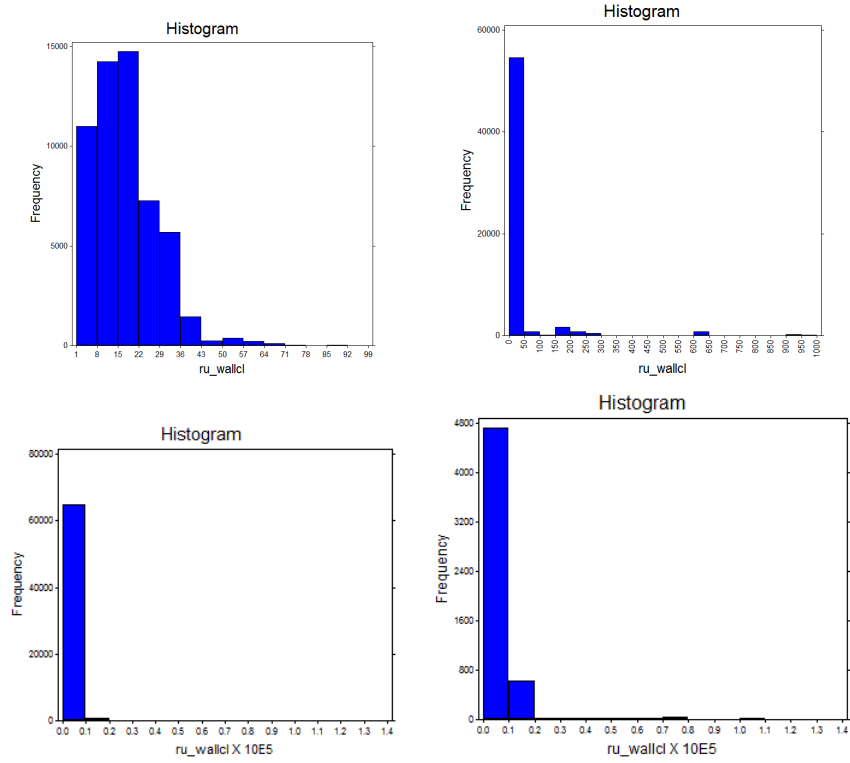 Histogram
15000
10000
5000
0
Frequency
1 8 15 22 29 36 43 50 57 64 71 78 85 92 99
ru_wallcl
Histogram
60000
40000
20000
0
Frequency
0 50 100 150 200 250 300 350 400 450 500 550 600 650 700 750 800 850 900 950 1000
ru_wallcl
Histogram
80000
60000
40000
20000
0
Frequency
0.0 0.1 0.2 0.3 0.4 0.5 0.6 0.7 0.8 0.9 1.0 1.1 1.2 1.3 1.4
ru_wallcl X 10E5
Histogram
4800
4000
3200
2400
1600
800
0
Frequency
0.0 0.1 0.2 0.3 0.4 0.5 0.6 0.7 0.8 0.9 1.0 1.1 1.2 1.3 1.4
ru_wallcl X 10E5